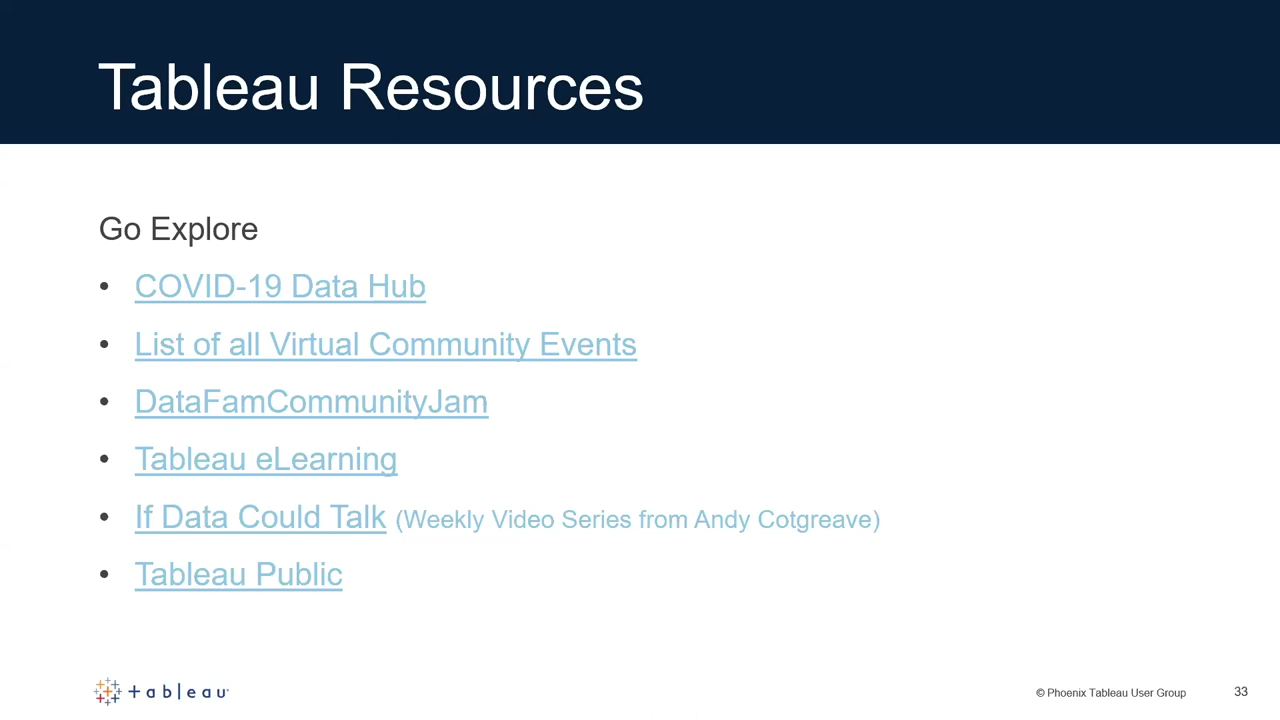 Tableau Resources
Go Explore
• COVID-19 Data Hub
• List of all Virtual Community Events
• DataFamCommunityJam
• Tableau eLearning
• If Data Could Talk (Weekly Video Series from Andy Cotgreave)
• Tableau Public
+ableau
© Phoenix Tableau User Group
33